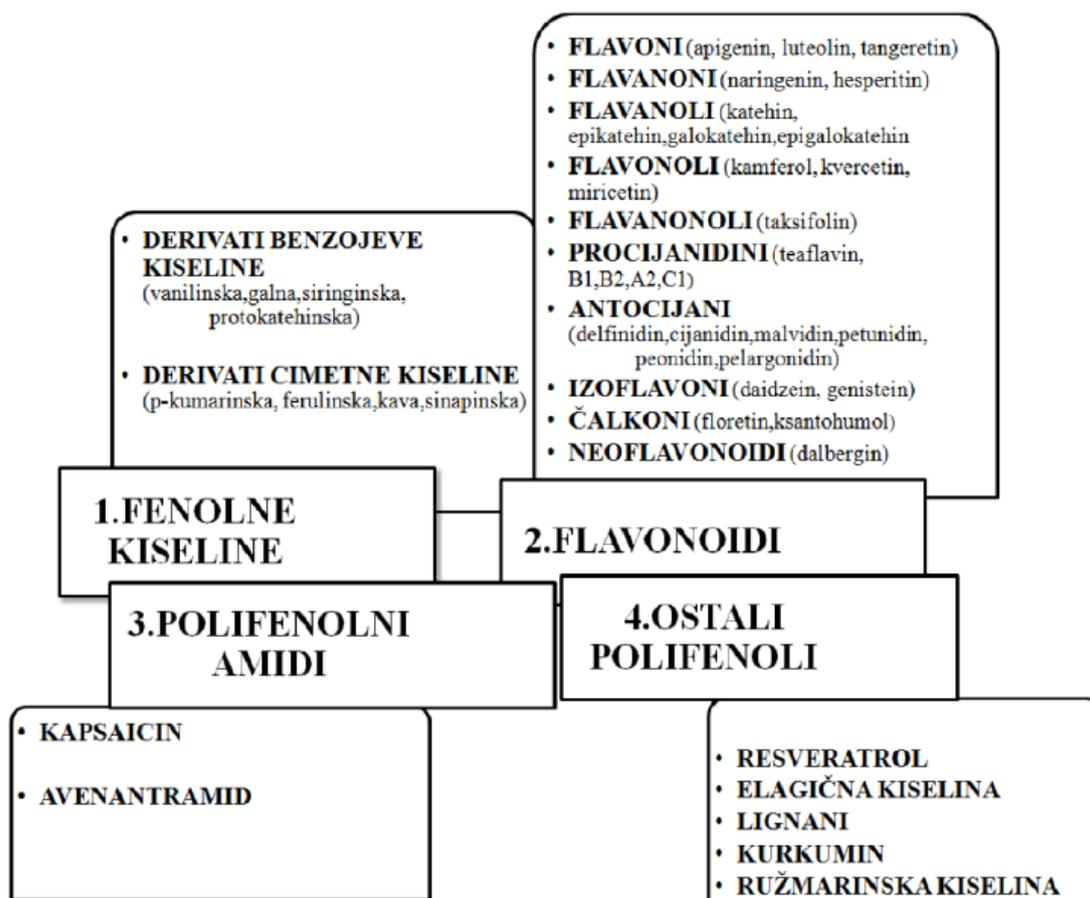 • DERIVATI BENZOJEVE
KISELINE
(vanilinska,galna,siringinska,
protokatehinska)
• DERIVATI CIMETNE KISELINE
(p-kumarinska, ferulinska,kava,sinapinska)
1.FENOLNE
KISELINE
• FLAVONI (apigenin, luteolin, tangeretin)
• FLAVANONI (naringenin, hesperitin)
• FLAVANOLI (katehin,
epikatehin,galokatehin,epigalokatehin
• FLAVONOLI (kamferol, kvercetin,
miricetin)
• FLAVANONOLI (taksifolin)
• PROCIJANIDINI (teaflavin,
B1,B2,A2,C1)
• ANTOCIJANI
(delfinidin,cijanidin,malvidin,petunidin,
peonidin,pelargonidin)
• IZOFLAVONI (daidzein, genistein)
• ČALKONI (floretin,ksantohumol)
• NEOFLAVONOIDI (dalbergin)
2.FLAVONOIDI
3.POLIFENOLNI
AMIDI
• KAPSAICIN
• AVENANTRAMID
4.OSTALI
POLIFENOLI
• RESVERATROL
• ELAGIČNA KISELINA
• LIGNANI
• KURKUMIN
• RUŽMARINSKA KISELINA